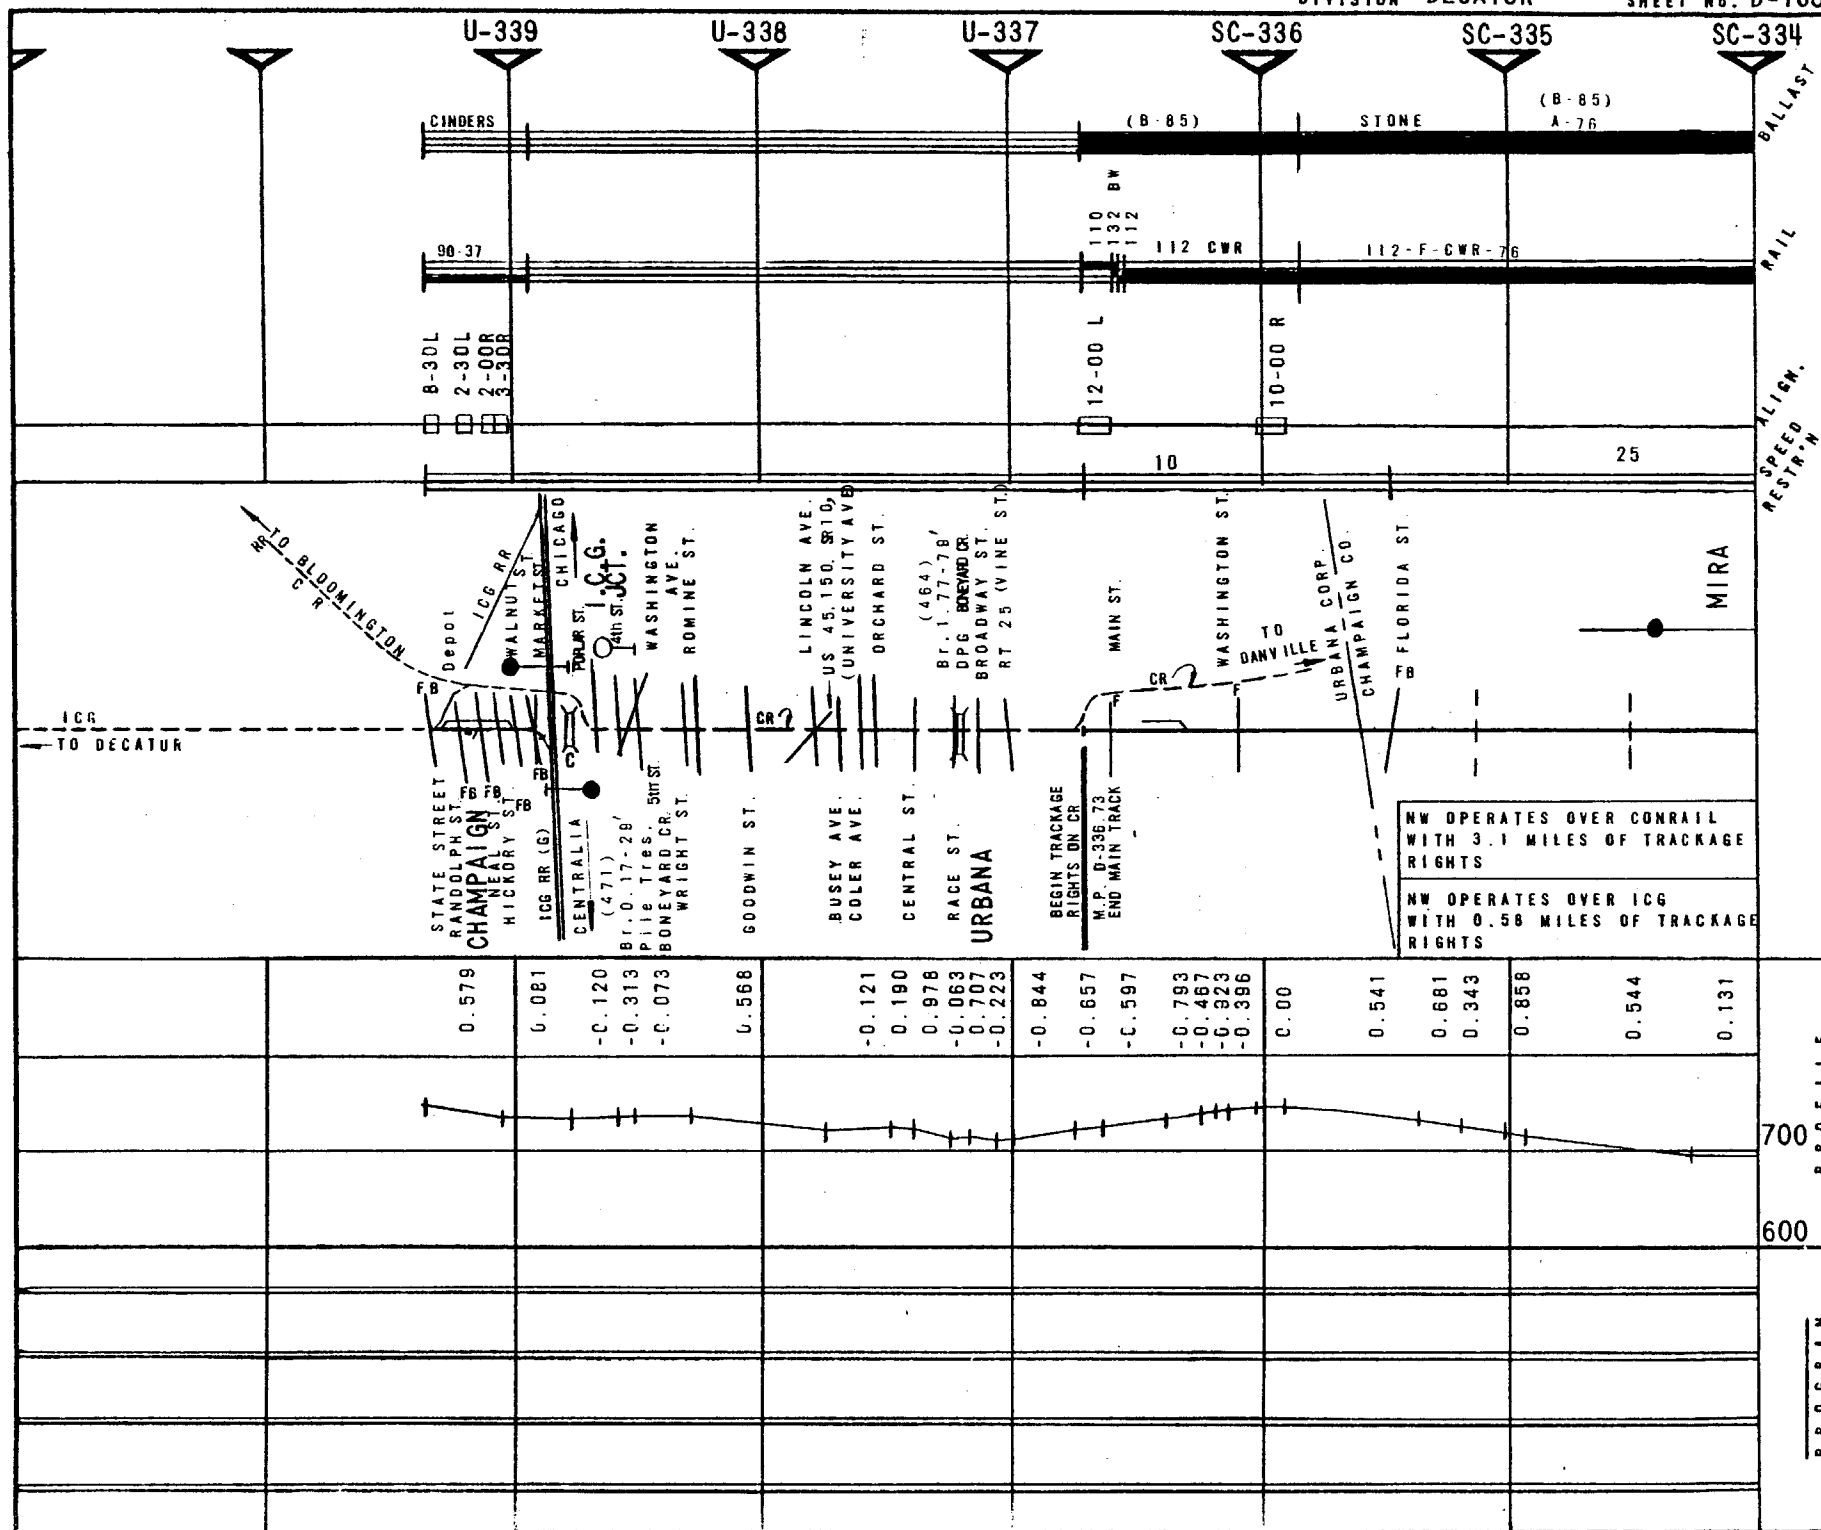 DIVISION DECATUR
SHEET NO. D-
U-339
U-338
U-337
SC-336
SC-335
SC-334
CINDERS
(B-85)
STONE
(B-85)
A-76
BALLAST
90-37
110
132 BW
112
112 CWR
112-F-CWR-76
RAIL
8-30L
2-30L
2-00R
3-30R
12-00 L
10-00 R
ALIGN.
10
25
SPEED
RESTR'N
TO BLOOMINGTON
CR
RR
Depot
ICG RR
WALNUT ST.
MARKET ST.
CHICAGO
POPLAR ST.
I.C.G.
JCT.
4th ST.
WASHINGTON
AVE.
ROMINE ST.
LINCOLN AVE.
US 45,150, SR10,
(UNIVERSITY AVE)
ORCHARD ST.
(464)
Br.1.77-78'
DPG BONEYARD CR.
BROADWAY ST.
RT 25 (VINE ST.)
MAIN ST.
WASHINGTON ST.
TO
DANVILLE
URBANA CORP.
CHAMPAIGN CO.
FLORIDA ST.
MIRA
FB
ICG
TO DECATUR
CR
CR
F
F
FB
C
FB
FB
FB
FB
STATE STREET
RANDOLPH ST.
CHAMPAIGN
NEAL ST.
HICKORY ST.
ICG RR (G)
CENTRALIA
(471)
Br.0.17-28'
Pile Tres.
BONEYARD CR.
5th ST.
WRIGHT ST.
GOODWIN ST.
BUSEY AVE.
COLER AVE.
CENTRAL ST.
RACE ST.
URBANA
BEGIN TRACKAGE
RIGHTS ON CR
M.P. D-336.73
END MAIN TRACK
NW OPERATES OVER CONRAIL
WITH 3.1 MILES OF TRACKAGE
RIGHTS
NW OPERATES OVER ICG
WITH 0.58 MILES OF TRACKAGE
RIGHTS
0.579
0.081
-0.120
-0.313
-0.073
0.568
-0.121
0.190
0.978
-0.063
0.707
-0.223
-0.844
-0.657
-0.597
-0.793
-0.467
-0.923
-0.396
0.00
0.541
0.681
0.343
0.858
0.544
0.131
700
600